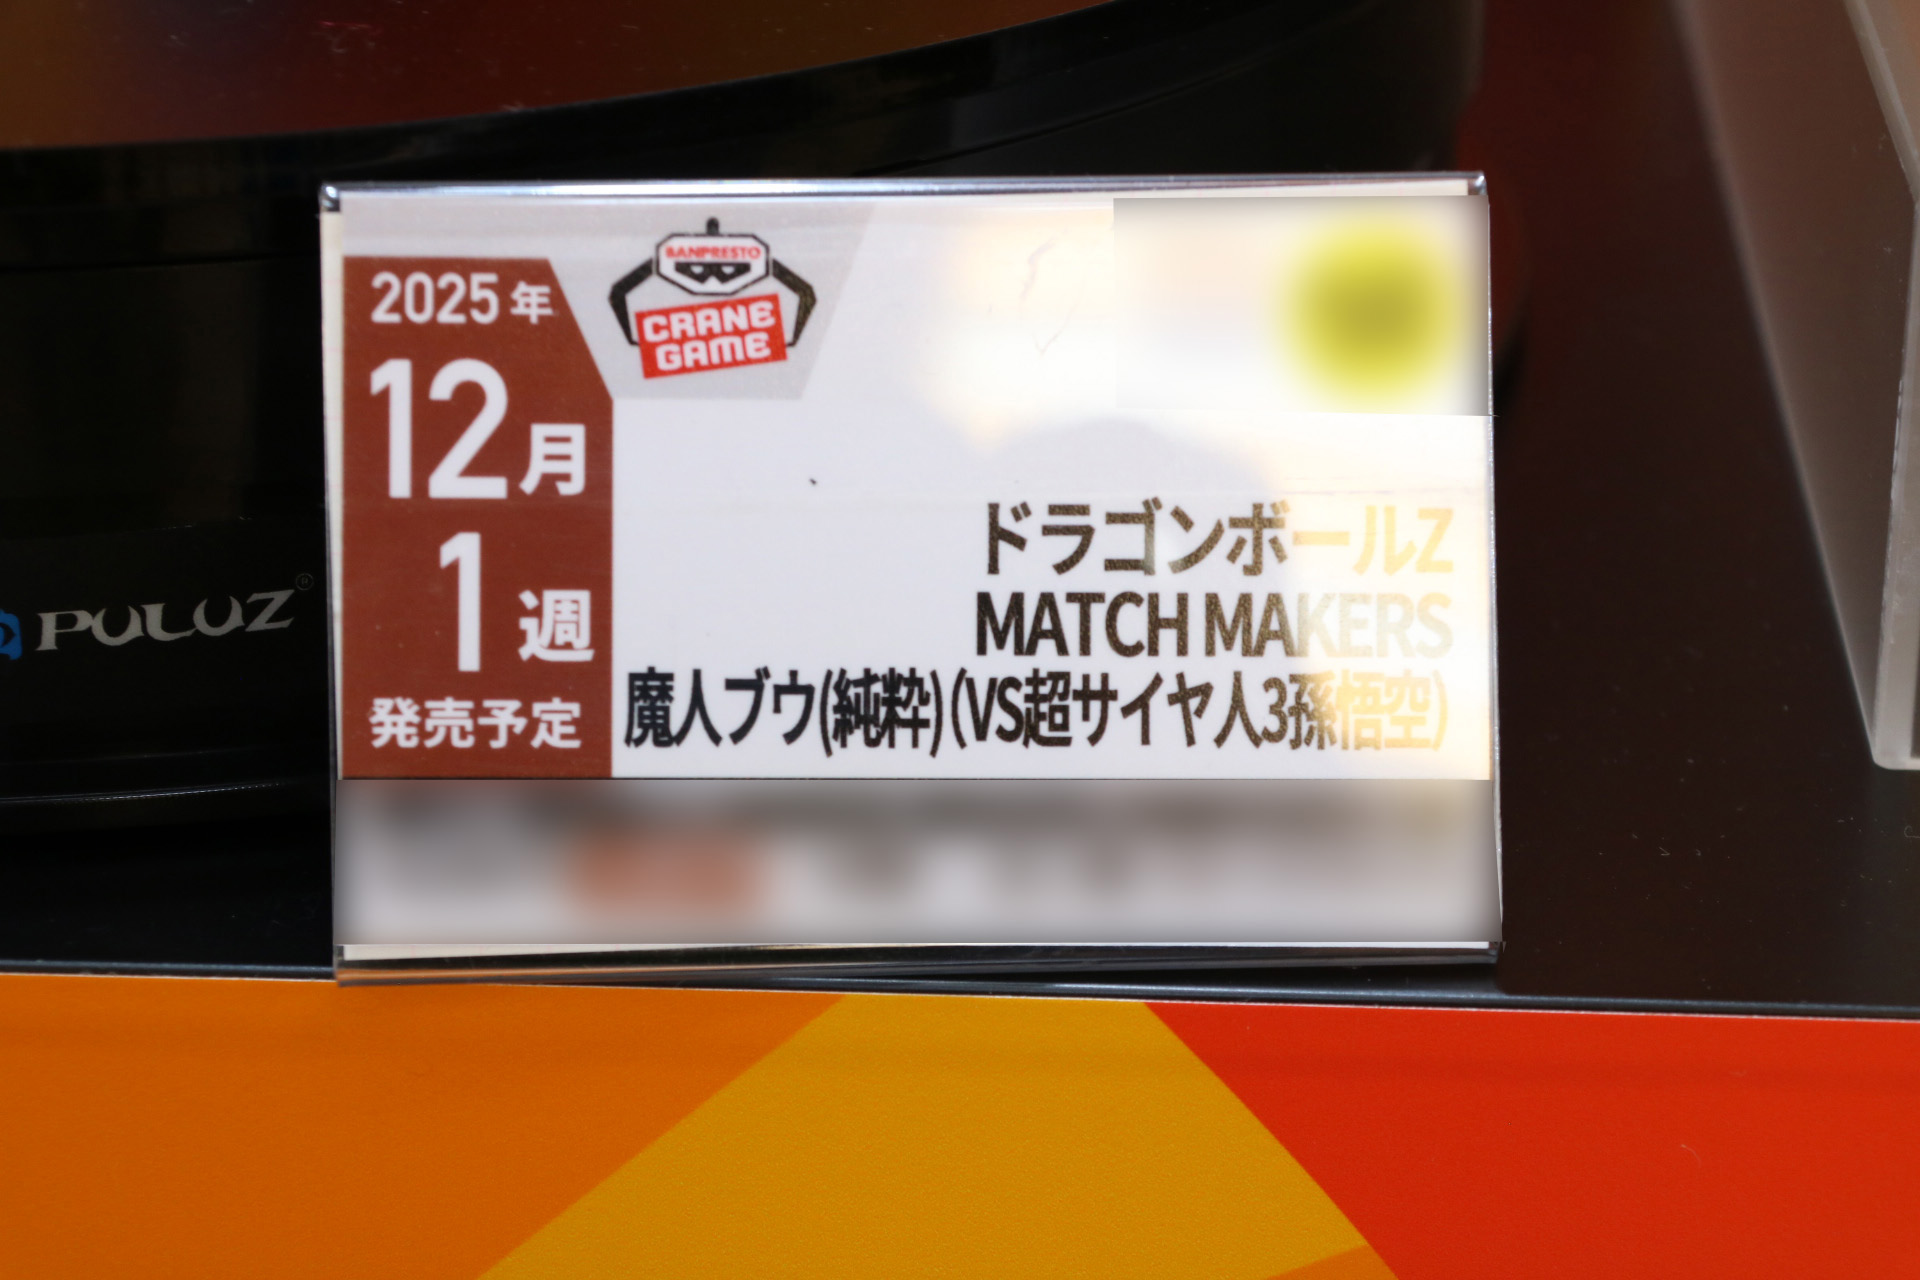 2025年
12月
1週
発売予定
BANPRESTO
CRANE
GAME
ドラゴンボールZ
MATCH MAKERS
魔人ブウ(純粋)(VS超サイヤ人3孫悟空)
PULUZ®